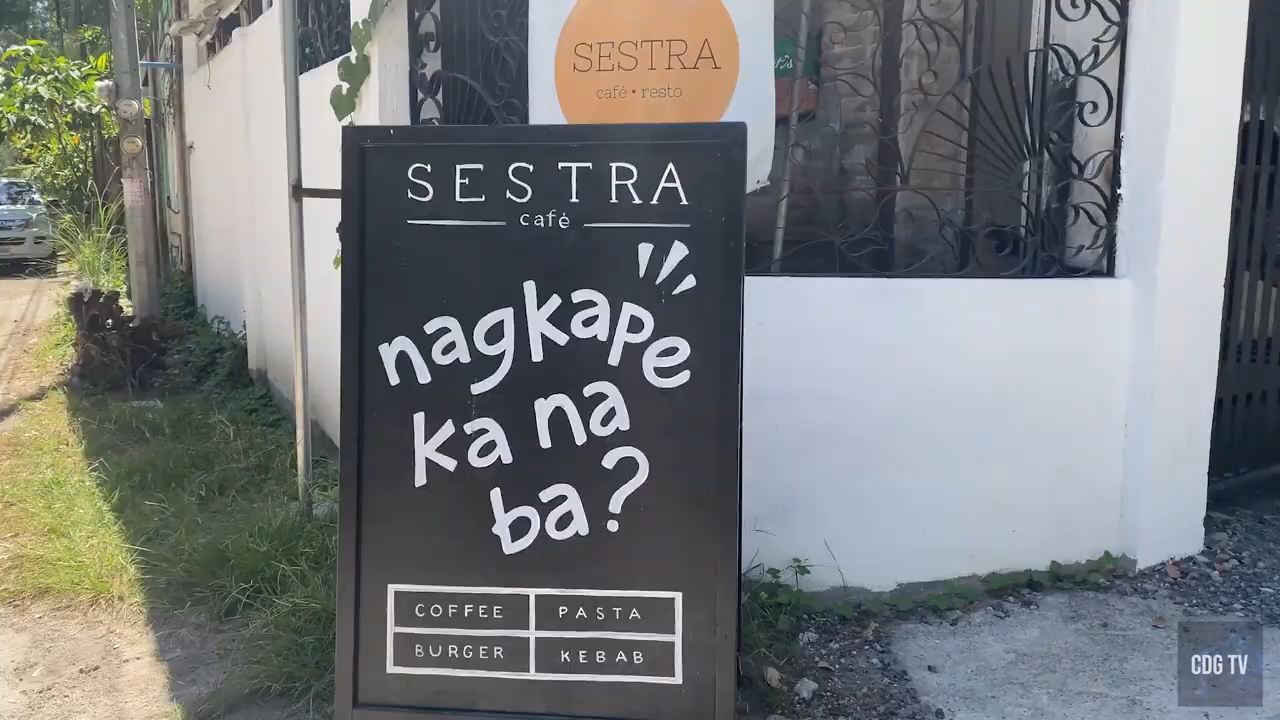 SESTRA
café • resto
SESTRA
café
nagkape
ka na
ba?
COFFEE PASTA
BURGER KEBAB
CDG TV